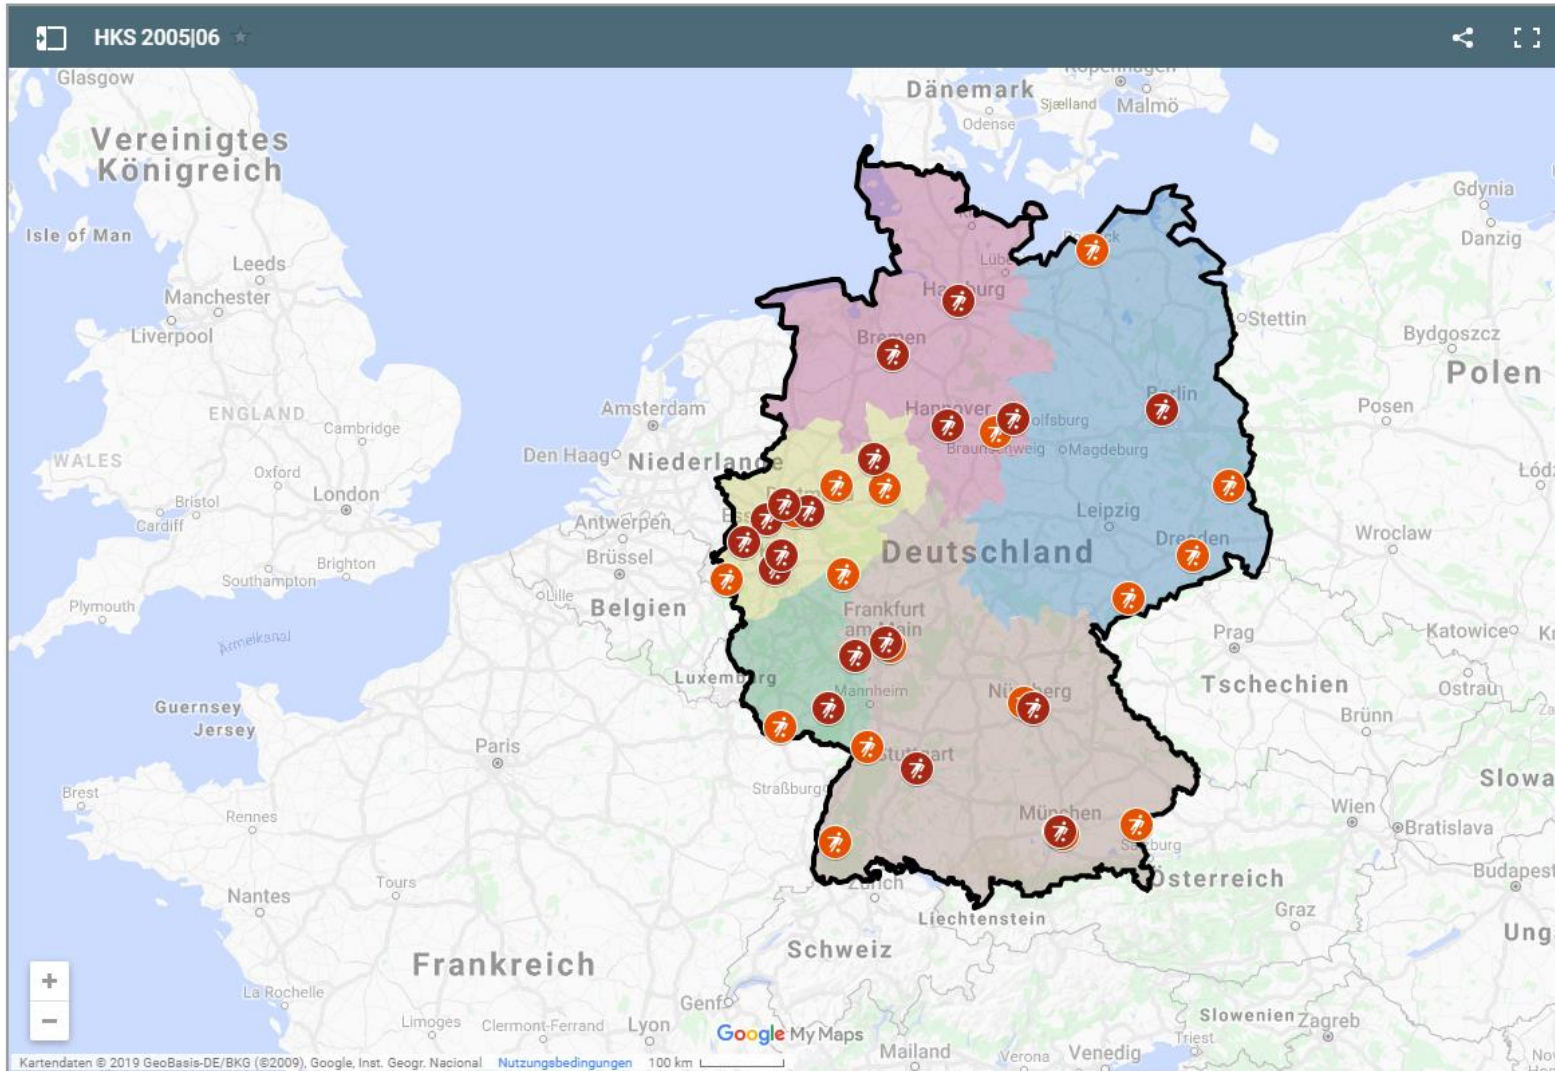 HKS 2005|06
Glasgow
Kopenhagen
Dänemark
Sjælland
Malmö
Odense
Vereinigtes
Königreich
Gdynia
Isle of Man
Danzig
Leeds
Manchester
Liverpool
Stettin
Bydgoszcz
Bremen
Polen
Berlin
Amsterdam
Hannover
Posen
ENGLAND
Cambridge
Braunschweig
Magdeburg
Den Haag
Niederlande
WALES
Oxford
London
Bristol
Cardiff
Leipzig
Antwerpen
Brüssel
Dresden
Wrocław
Deutschland
Brighton
Southampton
Lille
Belgien
Plymouth
Frankfurt
am Main
Prag
Katowice
Ärmelkanal
Luxemburg
Mannheim
Tschechien
Ostrau
Guernsey
Jersey
Brünn
Paris
Stuttgart
Straßburg
Brest
Rennes
München
Wien
Bratislava
Salzburg
Zürich
Tours
Nantes
Österreich
Budapest
Liechtenstein
Graz
Schweiz
Frankreich
La Rochelle
Genf
Limoges
Clermont-Ferrand
Lyon
Google My Maps
Slowenien
Zagreb
Triest
Mailand
Verona
Venedig
Kartendaten © 2019 GeoBasis-DE/BKG (©2009), Google, Inst. Geogr. Nacional
Nutzungsbedingungen
100 km